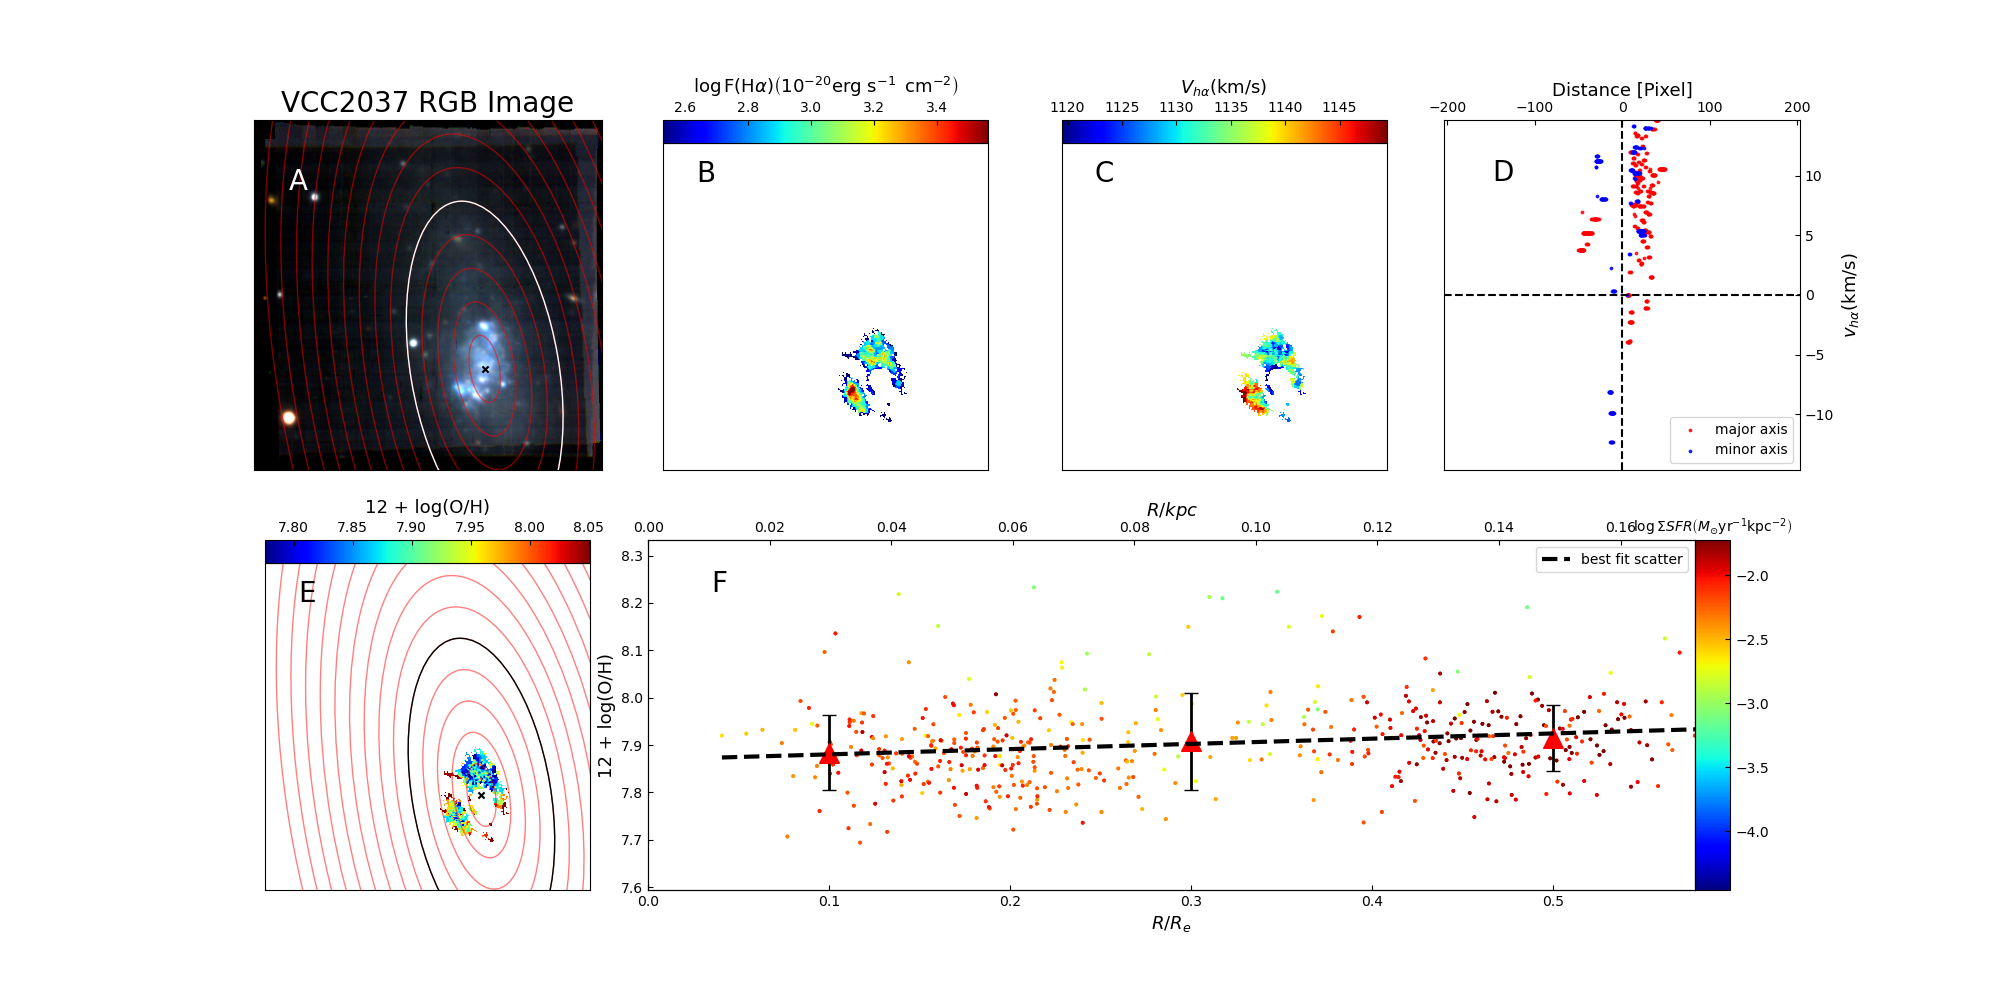 VCC2037 RGB Image
A
log F(Hα)(10⁻²⁰erg s⁻¹ cm⁻²)
2.6 2.8 3.0 3.2 3.4
B
V_{hα}(km/s)
1120 1125 1130 1135 1140 1145
C
Distance [Pixel]
−200 −100 0 100 200
D
10
5
0
−5
−10
v_{hα}(km/s)
major axis
minor axis
12 + log(O/H)
7.80 7.85 7.90 7.95 8.00 8.05
E
R/kpc
0.00 0.02 0.04 0.06 0.08 0.10 0.12 0.14 0.16
log ΣSFR(M_⊙yr⁻¹kpc⁻²)
F
best fit scatter
12 + log(O/H)
8.3
8.2
8.1
8.0
7.9
7.8
7.7
7.6
0.0 0.1 0.2 0.3 0.4 0.5
R/R_e
−2.0
−2.5
−3.0
−3.5
−4.0